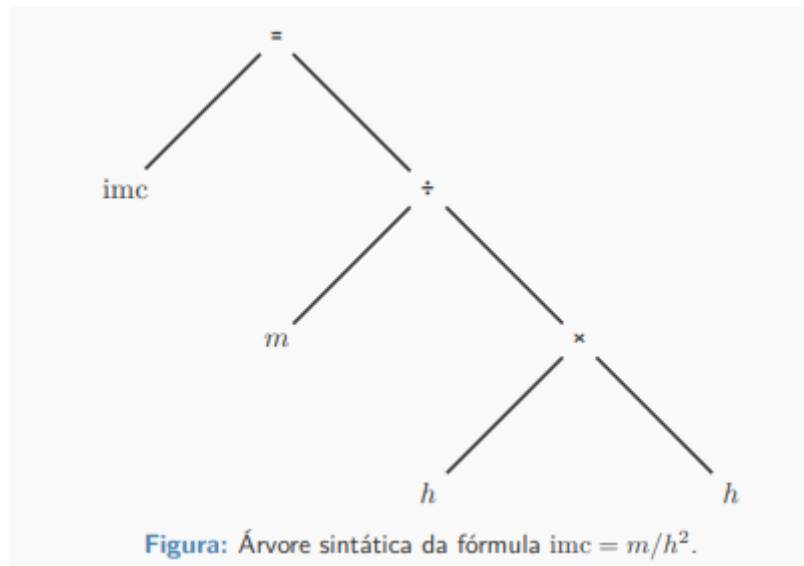 =
imc ÷
m ×
h h
Figura: Árvore sintática da fórmula imc = m/h².